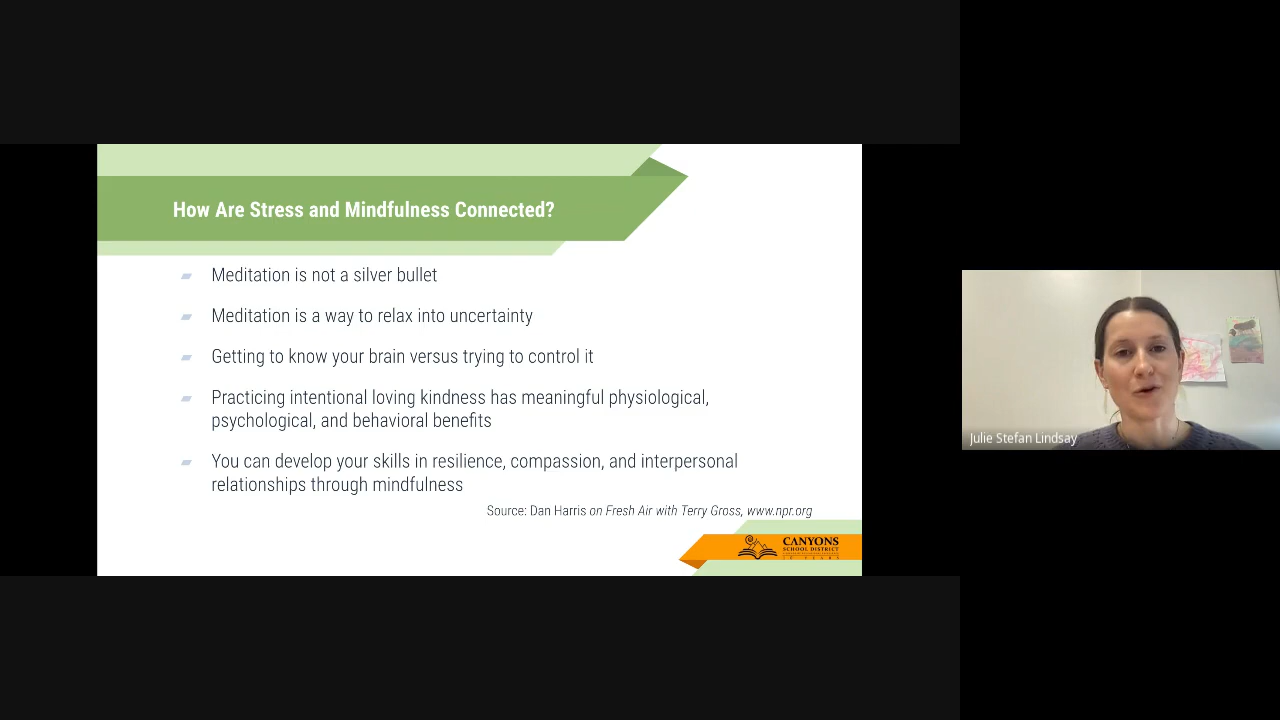 How Are Stress and Mindfulness Connected?
Meditation is not a silver bullet
Meditation is a way to relax into uncertainty
Getting to know your brain versus trying to control it
Practicing intentional loving kindness has meaningful physiological,
psychological, and behavioral benefits
You can develop your skills in resilience, compassion, and interpersonal
relationships through mindfulness
Source: Dan Harris on Fresh Air with Terry Gross, www.npr.org
CANYONS
SCHOOL DISTRICT
Julie Stefan Lindsay